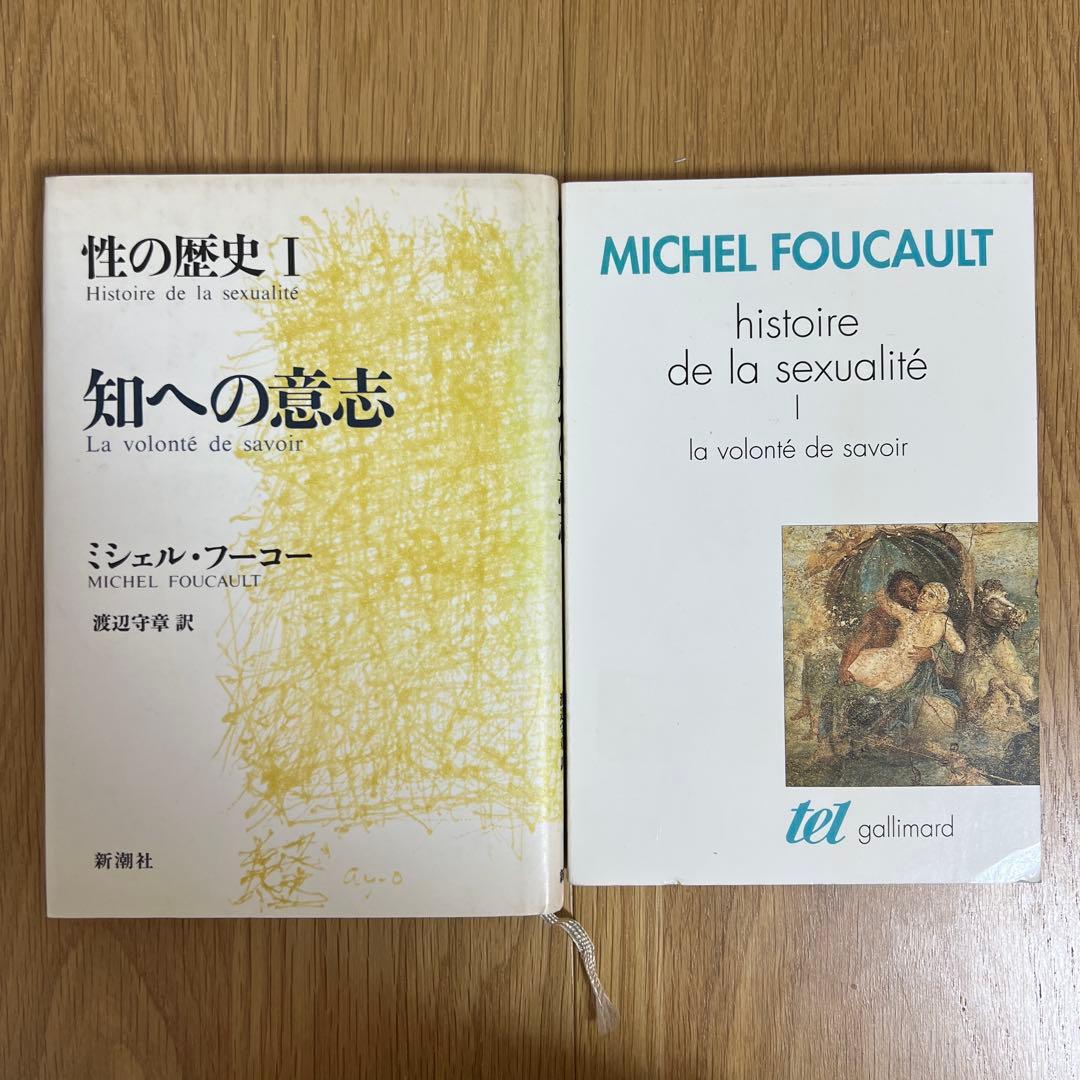 性の歴史 I
Histoire de la sexualité
知への意志
La volonté de savoir
ミシェル・フーコー
MICHEL FOUCAULT
渡辺守章 訳
新潮社
MICHEL FOUCAULT
histoire
de la sexualité
I
la volonté de savoir
tel gallimard